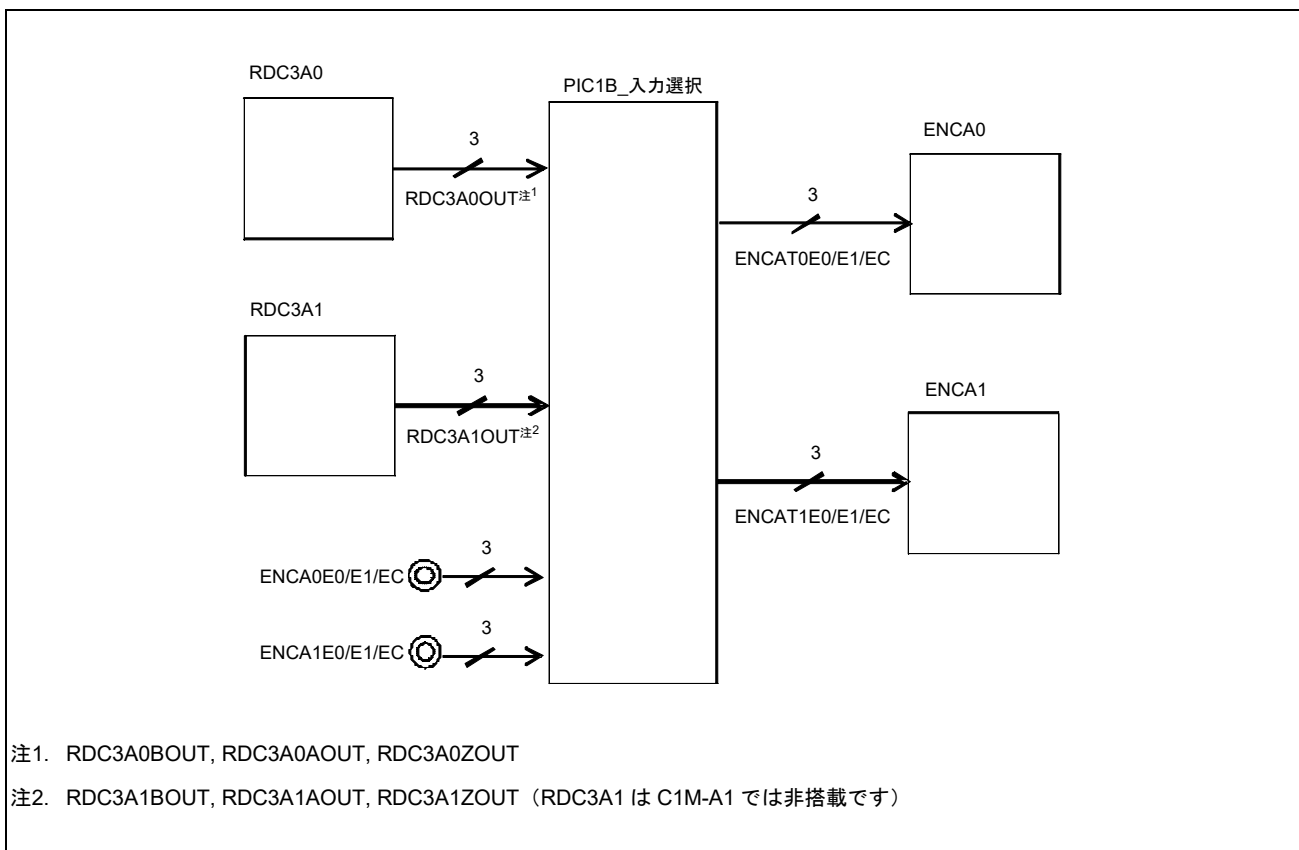 RDC3A0
PIC1B_入力選択
ENCA0
3
RDC3A0OUT注1
3
ENCAT0E0/E1/EC
RDC3A1
3
RDC3A1OUT注2
ENCA1
3
ENCAT1E0/E1/EC
ENCA0E0/E1/EC
3
ENCA1E0/E1/EC
3
注1. RDC3A0BOUT, RDC3A0AOUT, RDC3A0ZOUT
注2. RDC3A1BOUT, RDC3A1AOUT, RDC3A1ZOUT（RDC3A1 は C1M-A1 では非搭載です）